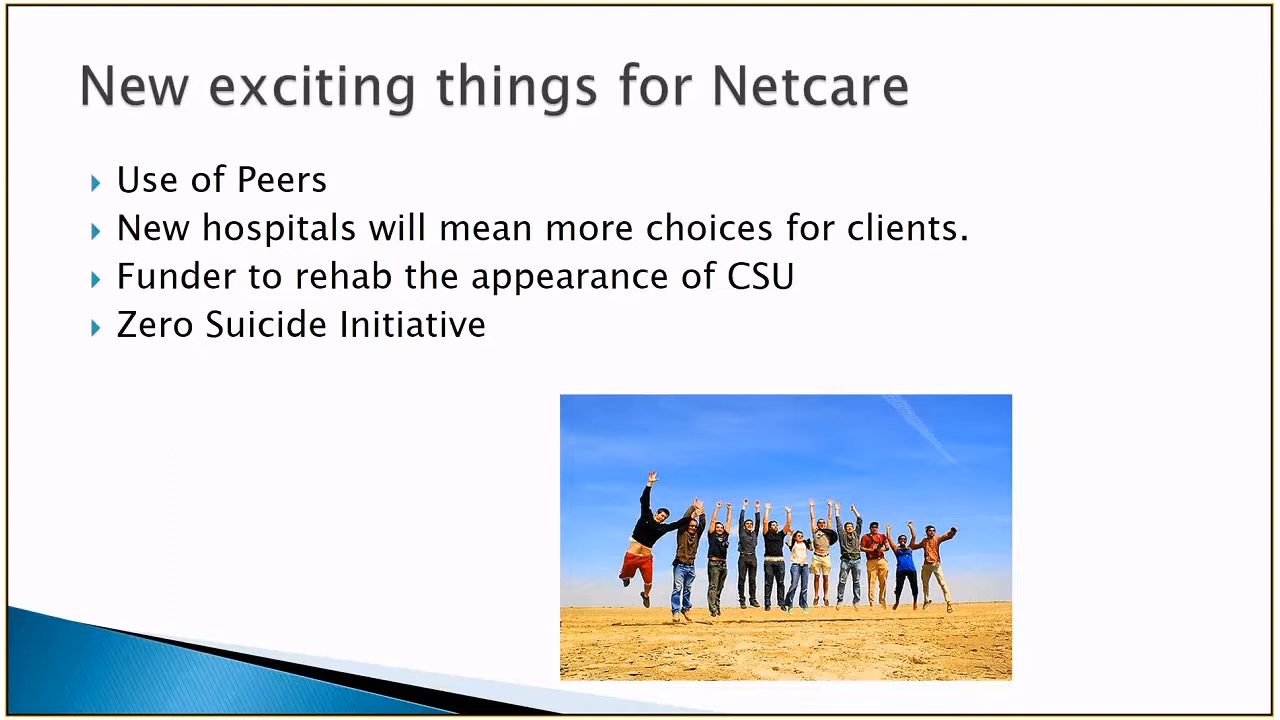 New exciting things for Netcare
Use of Peers
New hospitals will mean more choices for clients.
Funder to rehab the appearance of CSU
Zero Suicide Initiative